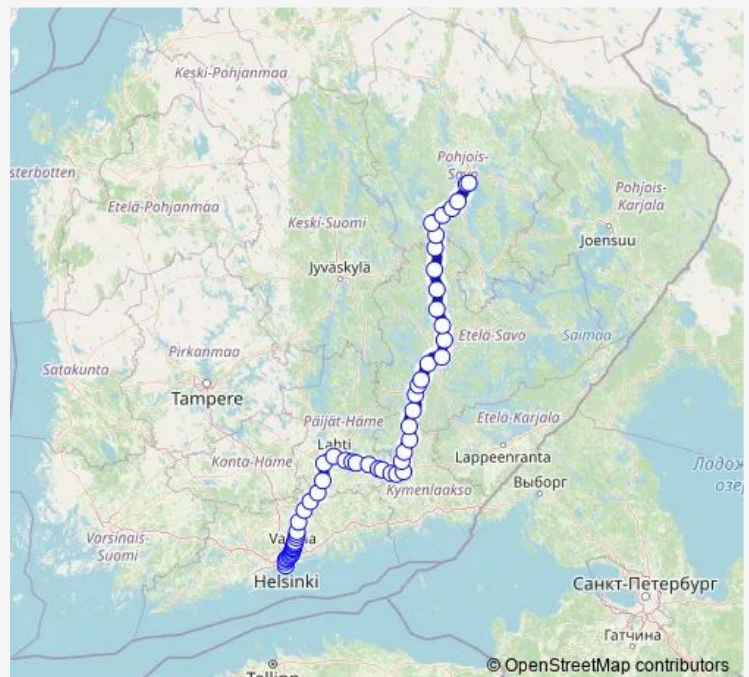 Keski-Pohjanmaa
Pohjois-
Savo
sterbotten
Etelä-Pohjanmaa
Pohjois-
Karjala
Keski-Suomi
Joensuu
Jyväskylä
Etelä-Savo
Saimaa
Pirkanmaa
Satakunta
Tampere
Päijät-Häme
Etelä-Karjala
Lahti
Kanta-Häme
Lappeenranta
Выборг
Kymenlaakso
Ладож
озер
Varsinais-
Suomi
Helsinki
Санкт-Петербург
Гатчина
Tallinn
© OpenStreetMap contributors